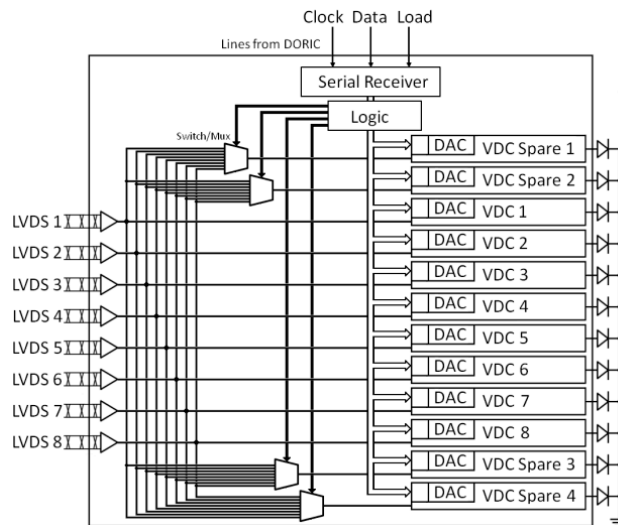 Clock Data Load
Lines from DORIC
Serial Receiver
Logic
Switch/Mux
DAC VDC Spare 1
DAC VDC Spare 2
LVDS 1 DAC VDC 1
LVDS 2 DAC VDC 2
LVDS 3 DAC VDC 3
LVDS 4 DAC VDC 4
LVDS 5 DAC VDC 5
LVDS 6 DAC VDC 6
LVDS 7 DAC VDC 7
LVDS 8 DAC VDC 8
DAC VDC Spare 3
DAC VDC Spare 4